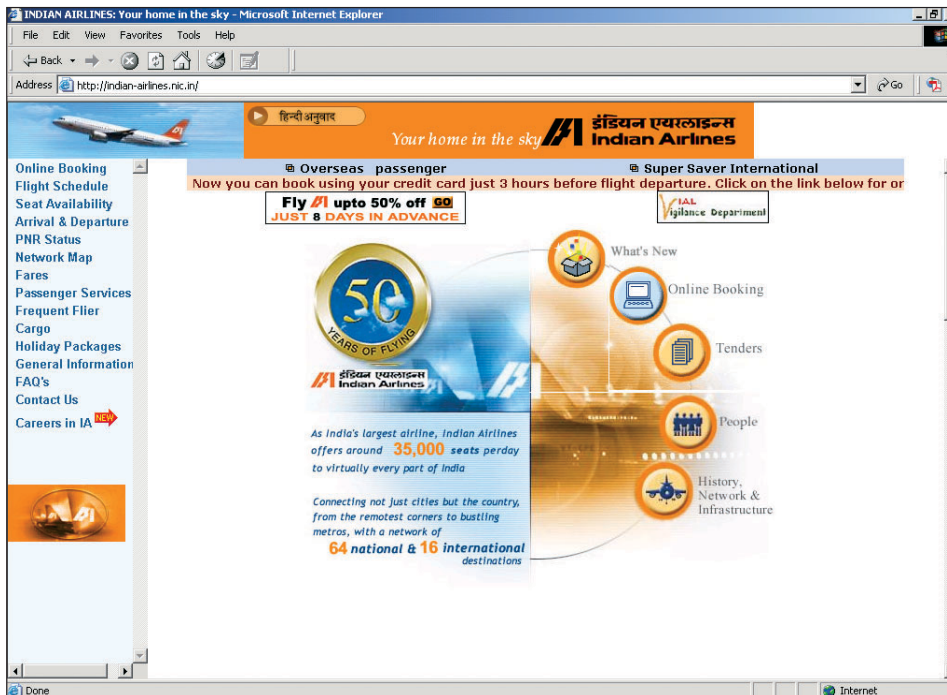 INDIAN AIRLINES: Your home in the sky - Microsoft Internet Explorer
File Edit View Favorites Tools Help
Back
Address http://indian-airlines.nic.in/ Go
हिन्दी अनुवाद
Your home in the sky
इंडियन एयरलाइन्स
Indian Airlines
Overseas passenger Super Saver International
Now you can book using your credit card just 3 hours before flight departure. Click on the link below for or
Fly upto 50% off GO
JUST 8 DAYS IN ADVANCE
IAL
Vigilance Department
Online Booking
Flight Schedule
Seat Availability
Arrival & Departure
PNR Status
Network Map
Fares
Passenger Services
Frequent Flier
Cargo
Holiday Packages
General Information
FAQ's
Contact Us
Careers in IA NEW
50
YEARS OF FLYING
इंडियन एयरलाइन्स
Indian Airlines
What's New
Online Booking
Tenders
People
History,
Network &
Infrastructure
As India's largest airline, Indian Airlines
offers around 35,000 seats perday
to virtually every part of India
Connecting not just cities but the country,
from the remotest corners to bustling
metros, with a network of
64 national & 16 international
destinations
Done Internet